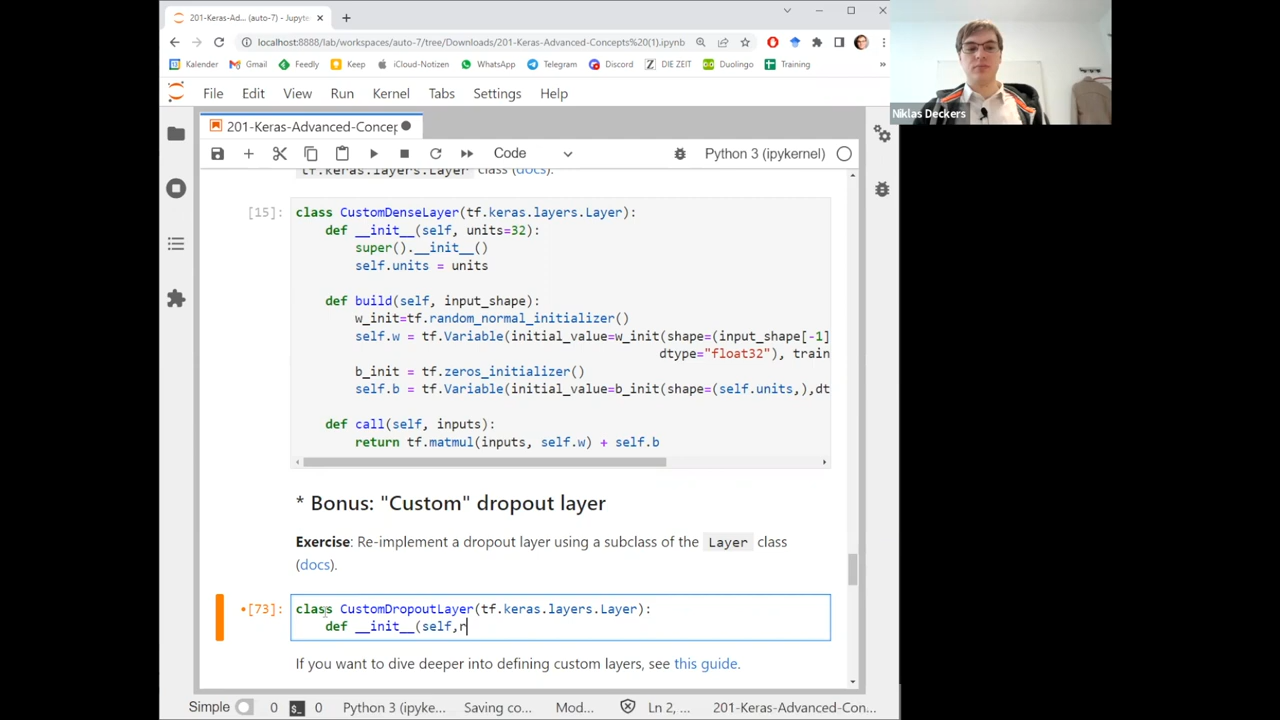 201-Keras-Ad... (auto-7) - Jupyte
localhost:8888/lab/workspaces/auto-7/tree/Downloads/201-Keras-Advanced-Concepts%20(1).ipynb
Kalender Gmail Feedly Keep iCloud-Notizen WhatsApp Telegram Discord DIE ZEIT Duolingo Training »
Niklas Deckers
File Edit View Run Kernel Tabs Settings Help
201-Keras-Advanced-Concep
Code Python 3 (ipykernel)
tf.keras.layers.Layer class (docs).
[15]: class CustomDenseLayer(tf.keras.layers.Layer):
def __init__(self, units=32):
super().__init__()
self.units = units
def build(self, input_shape):
w_init=tf.random_normal_initializer()
self.w = tf.Variable(initial_value=w_init(shape=(input_shape[-1]
dtype="float32"), train
b_init = tf.zeros_initializer()
self.b = tf.Variable(initial_value=b_init(shape=(self.units,),dt
def call(self, inputs):
return tf.matmul(inputs, self.w) + self.b
* Bonus: "Custom" dropout layer
Exercise: Re-implement a dropout layer using a subclass of the Layer class
(docs).
•[73]: class CustomDropoutLayer(tf.keras.layers.Layer):
def __init__(self,r
If you want to dive deeper into defining custom layers, see this guide.
Simple 0 $_ 0 Python 3 (ipyke... Saving co... Mod... Ln 2, ... 201-Keras-Advanced-Con...